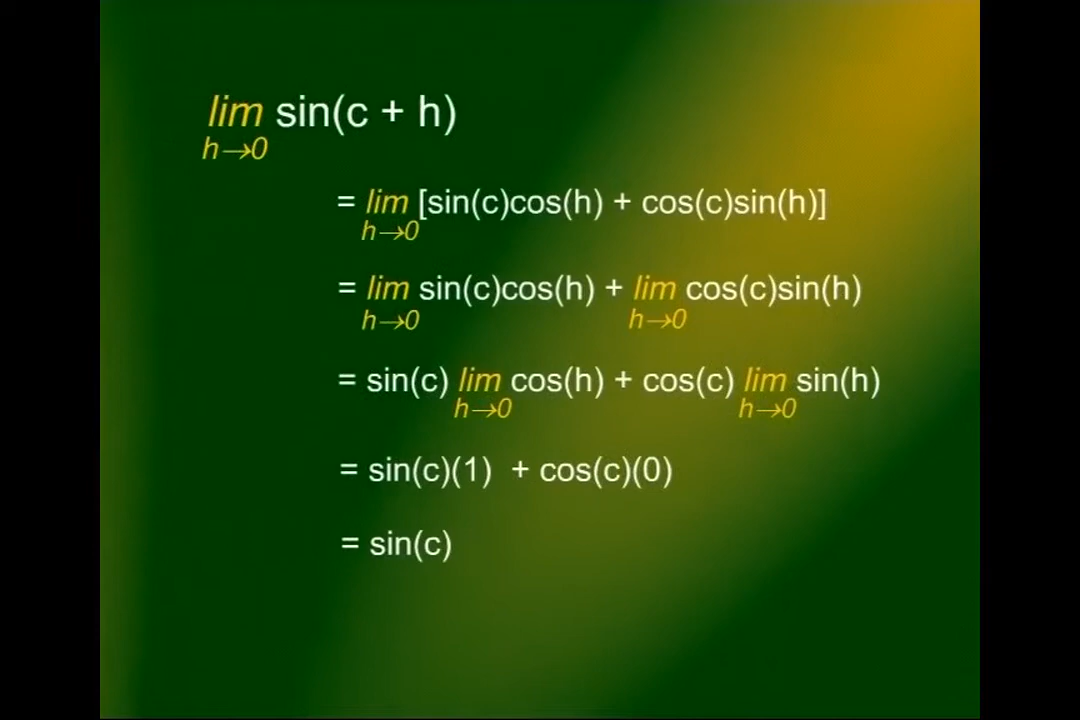 lim sin(c + h)
h→0
= lim [sin(c)cos(h) + cos(c)sin(h)]
h→0
= lim sin(c)cos(h) + lim cos(c)sin(h)
h→0 h→0
= sin(c) lim cos(h) + cos(c) lim sin(h)
h→0 h→0
= sin(c)(1) + cos(c)(0)
= sin(c)